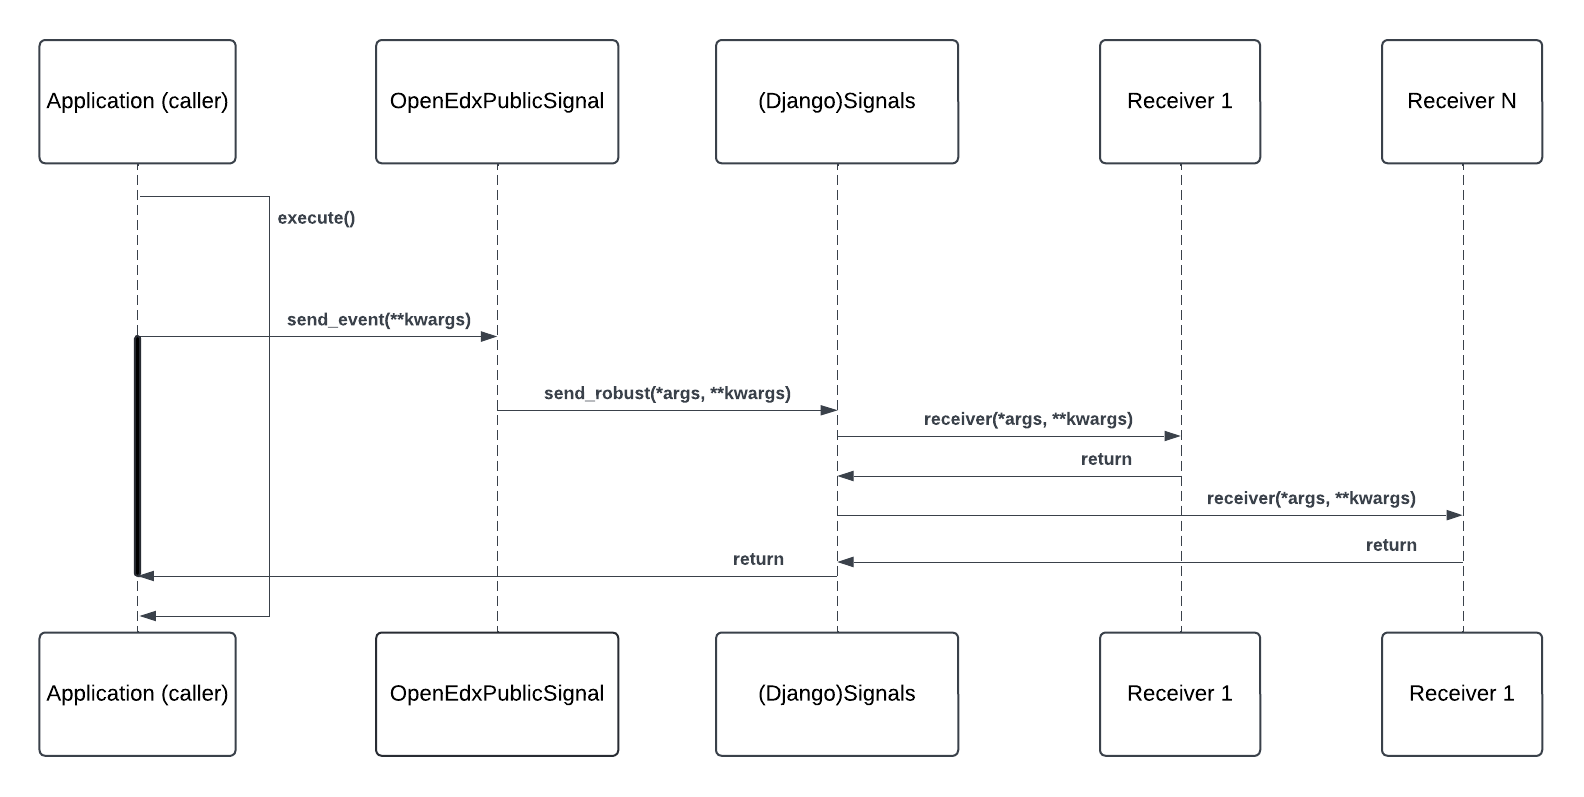 Application (caller)
OpenEdxPublicSignal
(Django)Signals
Receiver 1
Receiver N
execute()
send_event(**kwargs)
send_robust(*args, **kwargs)
receiver(*args, **kwargs)
return
receiver(*args, **kwargs)
return
return
Application (caller)
OpenEdxPublicSignal
(Django)Signals
Receiver 1
Receiver 1